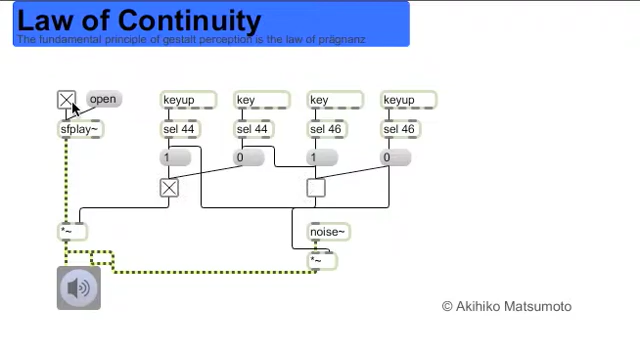 Law of Continuity
The fundamental principle of gestalt perception is the law of prägnanz
open
keyup
key
key
keyup
sfplay~
sel 44
sel 44
sel 46
sel 46
1
0
1
0
*~
noise~
*~
© Akihiko Matsumoto